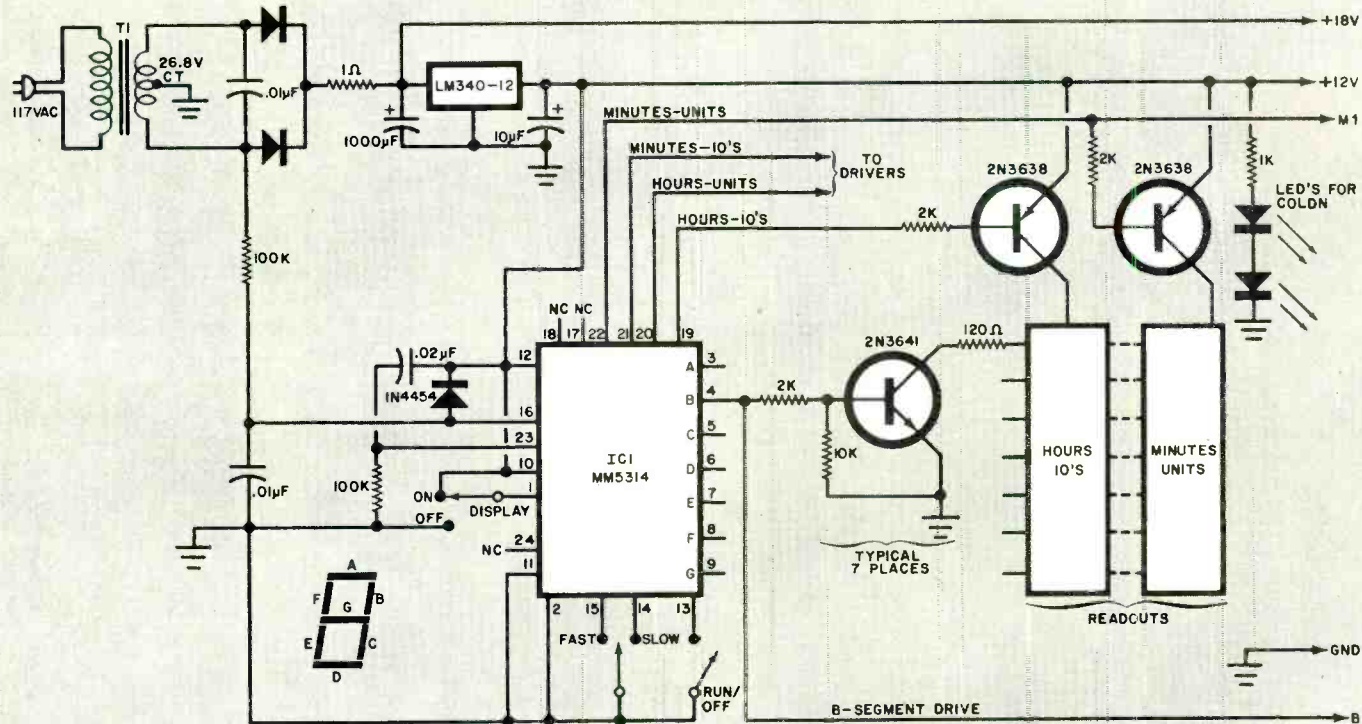 +18V
T1
26.8V
CT
117VAC
.01µF
1Ω
LM340-12
+
1000µF
+
10µF
+12V
MINUTES-UNITS
M1
MINUTES-10'S
TO
DRIVERS
HOURS-UNITS
HOURS-10'S
2K
2N3638
2K
2N3638
1K
LED'S FOR
COLDN
100K
NC NC
18 17 22 21 20 19
.02µF
1N4454
12
16
23
10
1
24
11
NC
100K
ON
OFF
DISPLAY
.01µF
IC1
MM5314
A 3
B 4
C 5
D 6
E 7
F 8
G 9
2K
10K
2N3641
120Ω
TYPICAL
7 PLACES
HOURS
10'S
MINUTES
UNITS
READOUTS
A
F B
G
E C
D
2 15 14 13
FAST SLOW
RUN/
OFF
GND
B-SEGMENT DRIVE
B